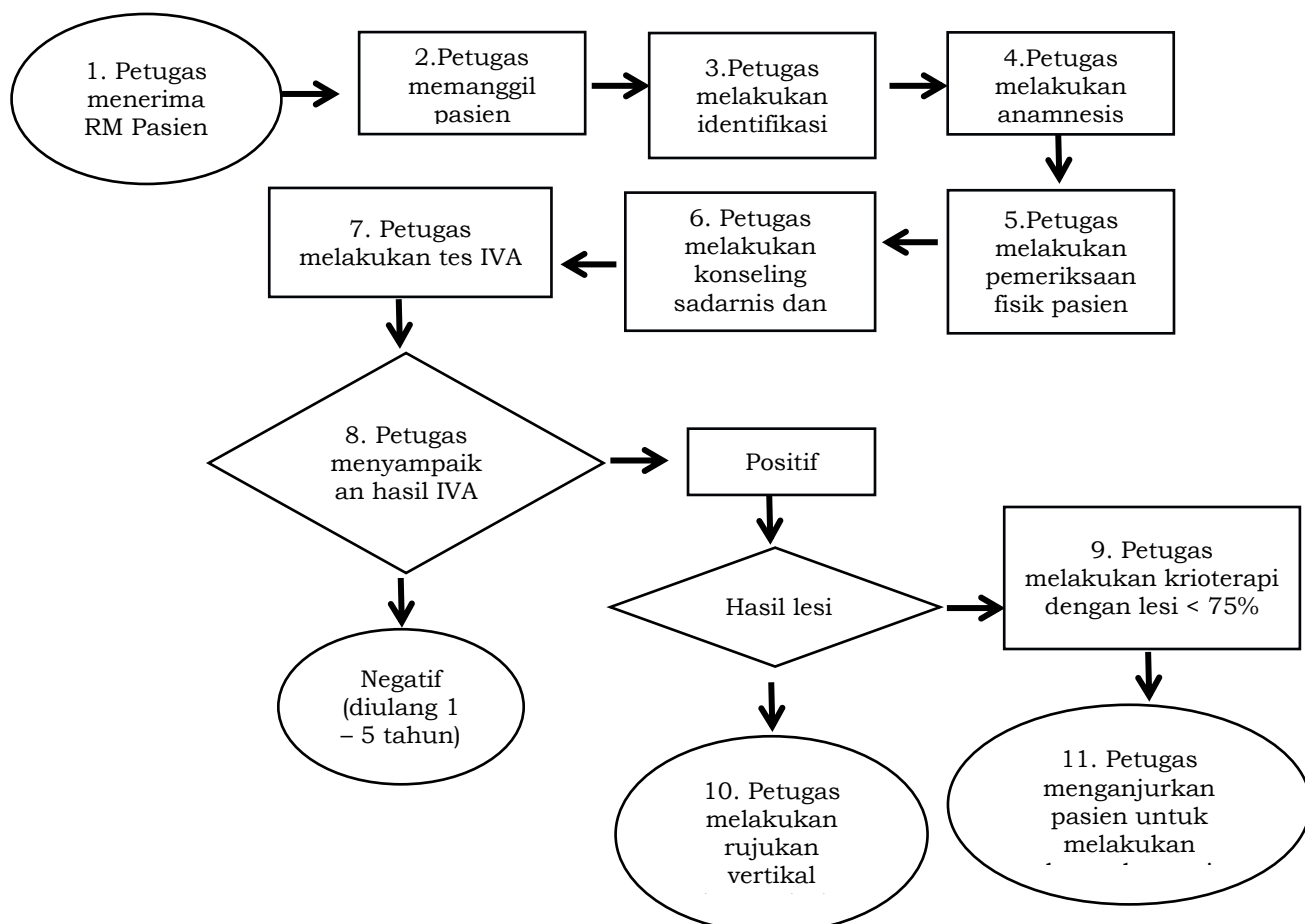 1. Petugas
menerima
RM Pasien
2.Petugas
memanggil
pasien
3.Petugas
melakukan
identifikasi
4.Petugas
melakukan
anamnesis
5.Petugas
melakukan
pemeriksaan
fisik pasien
6. Petugas
melakukan
konseling
sadarnis dan
7. Petugas
melakukan tes IVA
8. Petugas
menyampaik
an hasil IVA
Positif
Negatif
(diulang 1
– 5 tahun)
Hasil lesi
9. Petugas
melakukan krioterapi
dengan lesi < 75%
10. Petugas
melakukan
rujukan
vertikal
11. Petugas
menganjurkan
pasien untuk
melakukan